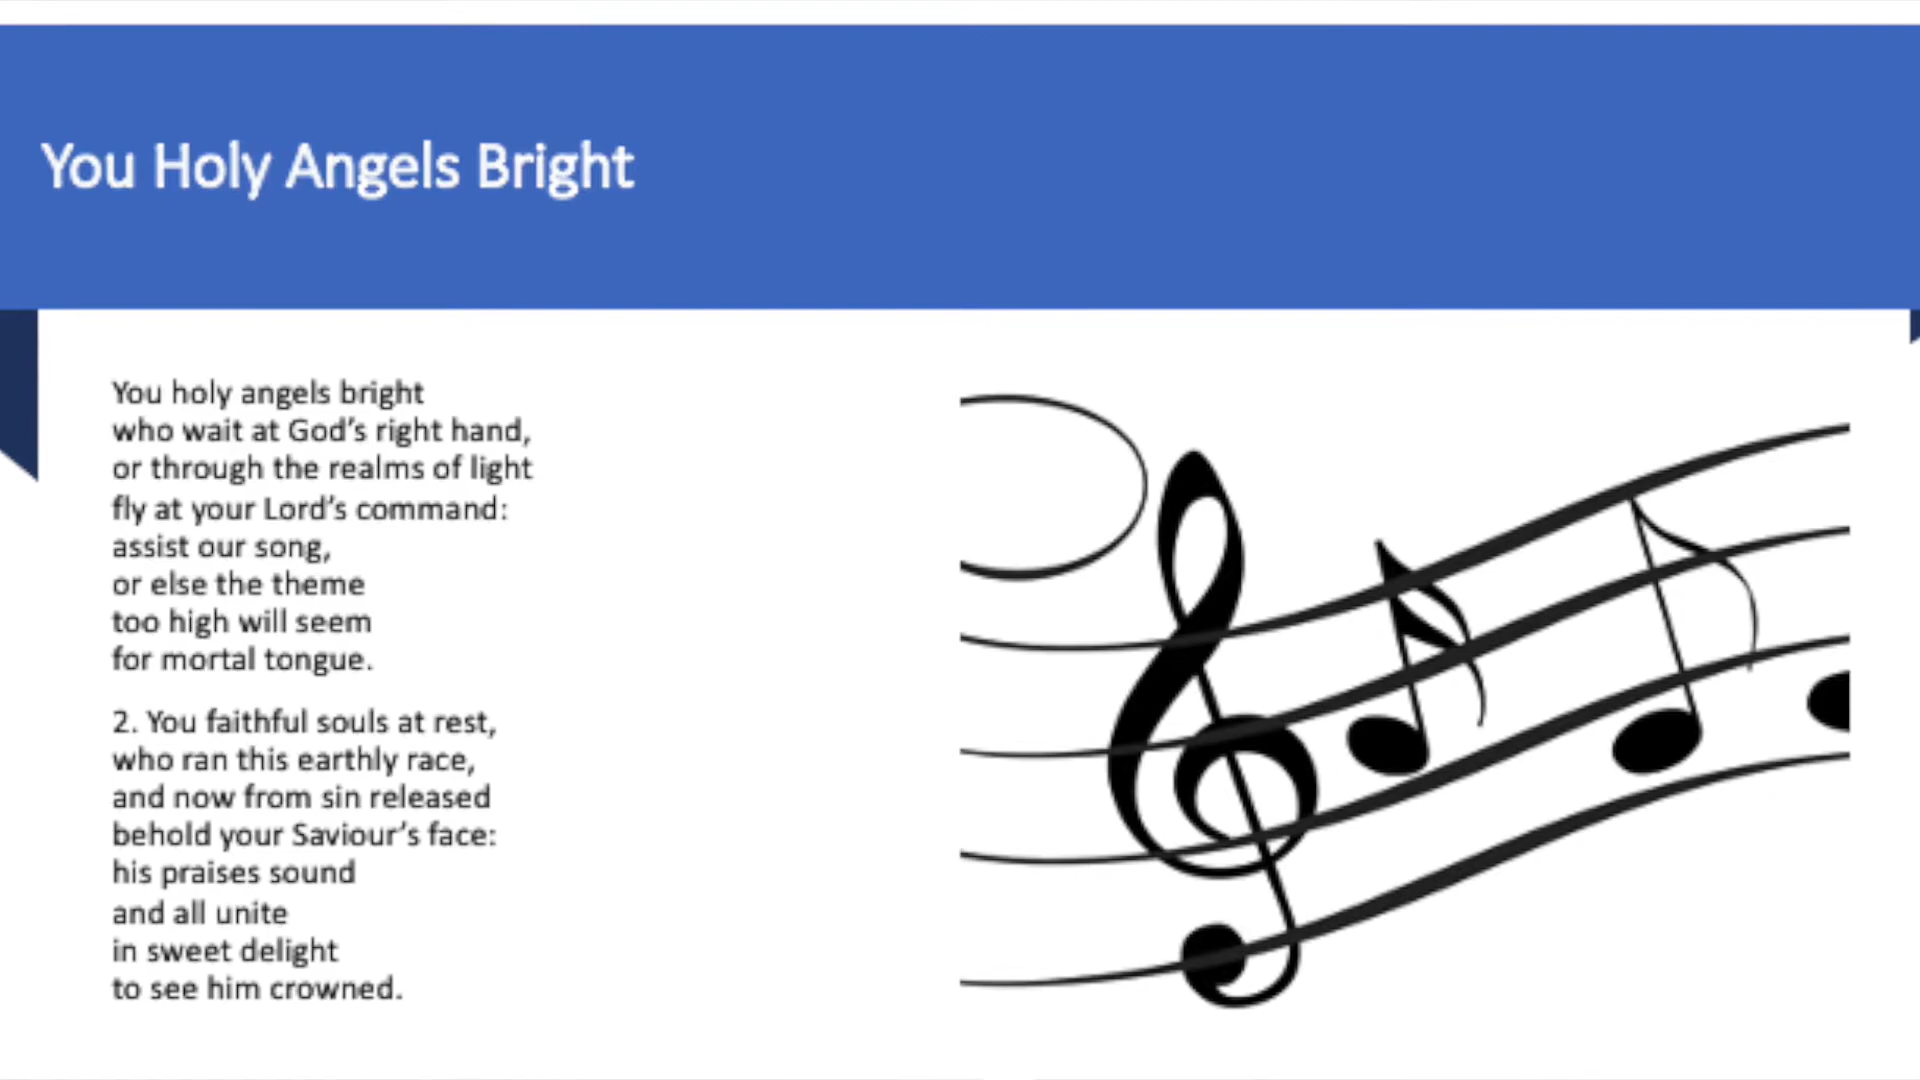 You Holy Angels Bright
You holy angels bright
who wait at God’s right hand,
or through the realms of light
fly at your Lord’s command:
assist our song,
or else the theme
too high will seem
for mortal tongue.
2. You faithful souls at rest,
who ran this earthly race,
and now from sin released
behold your Saviour’s face:
his praises sound
and all unite
in sweet delight
to see him crowned.